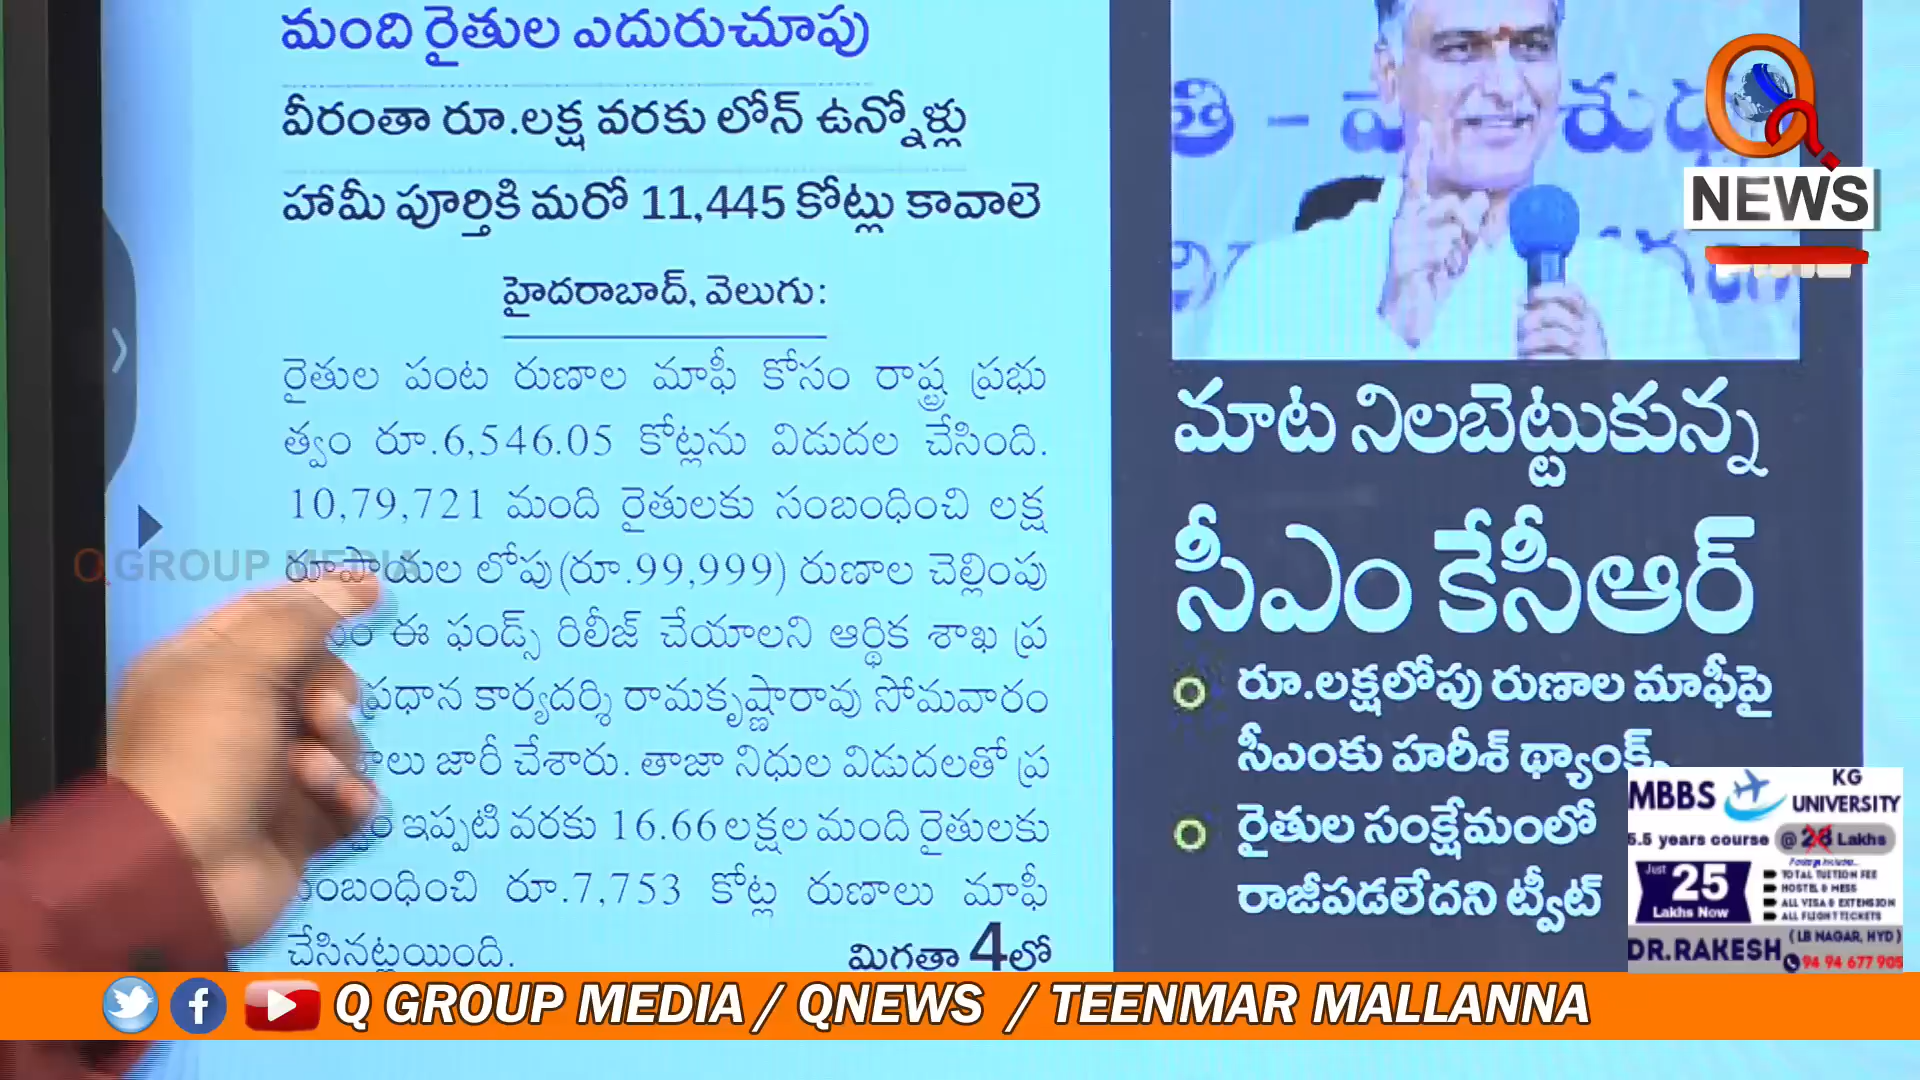 మంది రైతుల ఎదురుచూపు
వీరంతా రూ.లక్ష వరకు లోన్ ఉన్నోళ్లు
హామీ పూర్తికి మరో 11,445 కోట్లు కావాలె
హైదరాబాద్, వెలుగు:
రైతుల పంట రుణాల మాఫీ కోసం రాష్ట్ర ప్రభు
త్వం రూ.6,546.05 కోట్లను విడుదల చేసింది.
10,79,721 మంది రైతులకు సంబంధించి లక్ష
రూపాయల లోపు(రూ.99,999) రుణాల చెల్లింపు
ఈ ఫండ్స్ రిలీజ్ చేయాలని ఆర్థిక శాఖ ప్ర
ప్రధాన కార్యదర్శి రామకృష్ణారావు సోమవారం
జారీ చేశారు. తాజా నిధుల విడుదలతో ప్ర
ఇప్పటి వరకు 16.66 లక్షల మంది రైతులకు
సంబంధించి రూ.7,753 కోట్ల రుణాలు మాఫీ
చేసినట్లయింది.
మిగతా 4లో
Q GROUP MEDIA
మాట నిలబెట్టుకున్న
సీఎం కేసీఆర్
రూ.లక్షలోపు రుణాల మాఫీపై
సీఎంకు హరీశ్ థ్యాంక్స్
రైతుల సంక్షేమంలో
రాజీపడలేదని ట్వీట్
Q
NEWS
MBBS
KG
UNIVERSITY
5.5 years course @ 28 Lakhs
Just
25
Lakhs Now
Package Includes...
TOTAL TUITION FEE
HOSTEL & MESS
ALL VISA & EXTENSION
ALL FLIGHT TICKETS
DR.RAKESH
( LB NAGAR, HYD )
94 94 677 905
Q GROUP MEDIA / QNEWS / TEENMAR MALLANNA